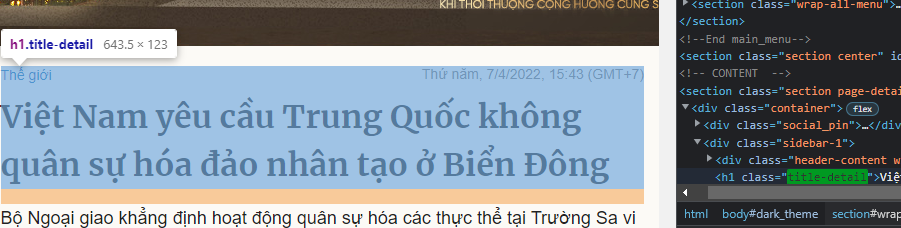 KHI THỜI THƯỢNG CỘNG HƯỞNG CÙNG S
h1.title-detail 643.5 × 123
Thế giới
Thứ năm, 7/4/2022, 15:43 (GMT+7)
Việt Nam yêu cầu Trung Quốc không
quân sự hóa đảo nhân tạo ở Biển Đông
Bộ Ngoại giao khẳng định hoạt động quân sự hóa các thực thể tại Trường Sa vi
<section class="wrap-all-menu">…
</section>
<!--End main_menu-->
<section class="section center" id
<!-- CONTENT -->
<section class="section page-detai
<div class="container"> flex
<div class="social_pin">…</div>
<div class="sidebar-1">
<div class="header-content w
<h1 class="title-detail">Việ
html body#dark_theme section#wrap